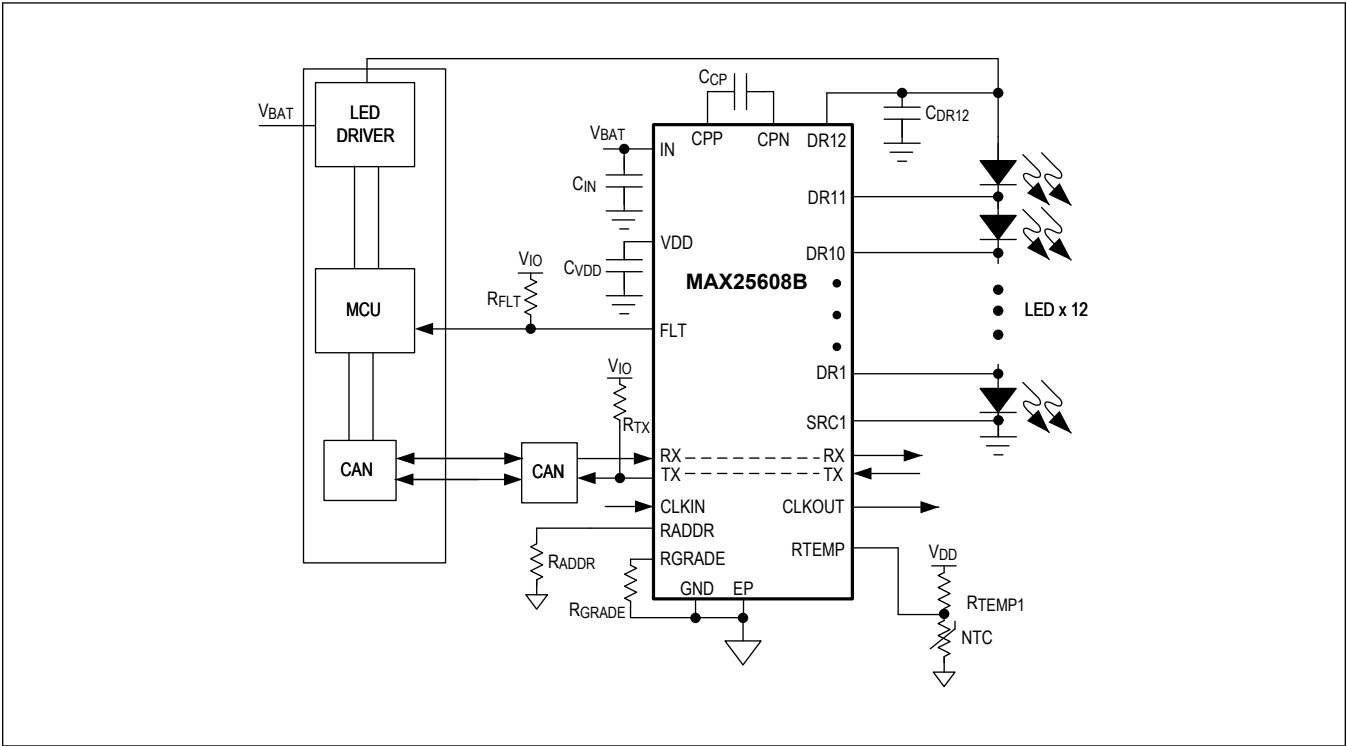 CCP
VBAT
LED
DRIVER
CDR12
CPP
CPN
DR12
VBAT
IN
CIN
DR11
VDD
DR10
CVDD
VIO
MAX25608B
RFLT
MCU
LED x 12
FLT
VIO
DR1
RTX
SRC1
RX
RX
CAN
CAN
TX
TX
CLKIN
CLKOUT
RADDR
RTEMP
VDD
RADDR
RGRADE
GND
EP
RGRADE
RTEMP1
NTC